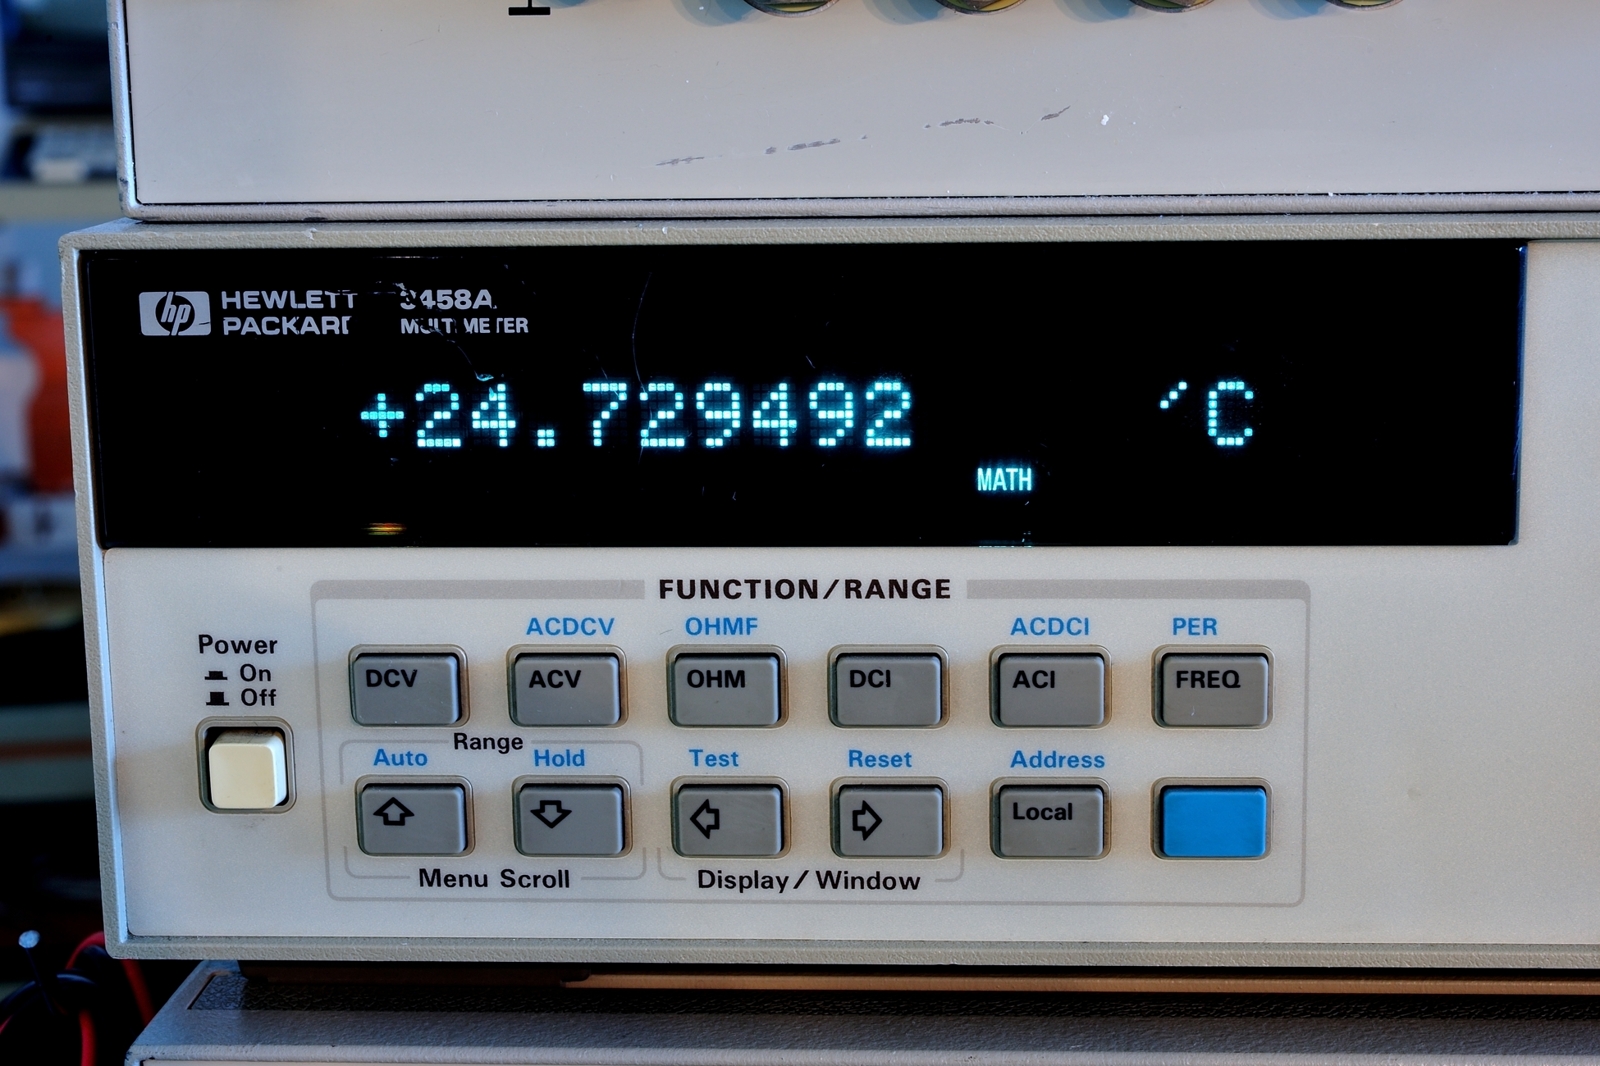 hp HEWLETT PACKARD
3458A MULTIMETER
+24.729492 ′C
MATH
FUNCTION/RANGE
ACDCV OHMF ACDCI PER
Power
On
Off
DCV ACV OHM DCI ACI FREQ
Range
Auto Hold Test Reset Address
Local
Menu Scroll Display/Window